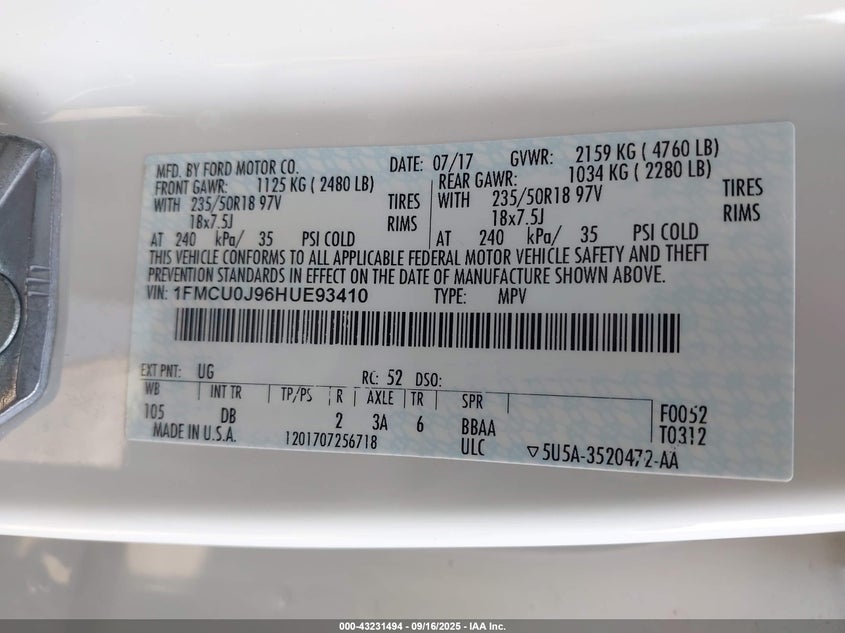 MFD. BY FORD MOTOR CO. DATE: 07/17 GVWR: 2159 KG ( 4760 LB)
FRONT GAWR: 1125 KG ( 2480 LB) REAR GAWR: 1034 KG ( 2280 LB)
WITH 235/50R18 97V TIRES WITH 235/50R18 97V TIRES
18x7.5J RIMS 18x7.5J RIMS
AT 240 kPa/ 35 PSI COLD AT 240 kPa/ 35 PSI COLD
THIS VEHICLE CONFORMS TO ALL APPLICABLE FEDERAL MOTOR VEHICLE SAFETY AND THEFT
PREVENTION STANDARDS IN EFFECT ON THE DATE OF MANUFACTURE SHOWN ABOVE.
VIN: 1FMCU0J96HUE93410 TYPE: MPV
EXT PNT: UG RC: 52 DSO:
WB INT TR TP/PS R AXLE TR SPR
105 DB 2 3A 6 BBAA F0052
MADE IN U.S.A. 1201707256718 ULC T0312
▽5U5A-3520472-AA
000-43231494 - 09/16/2025 - IAA Inc.